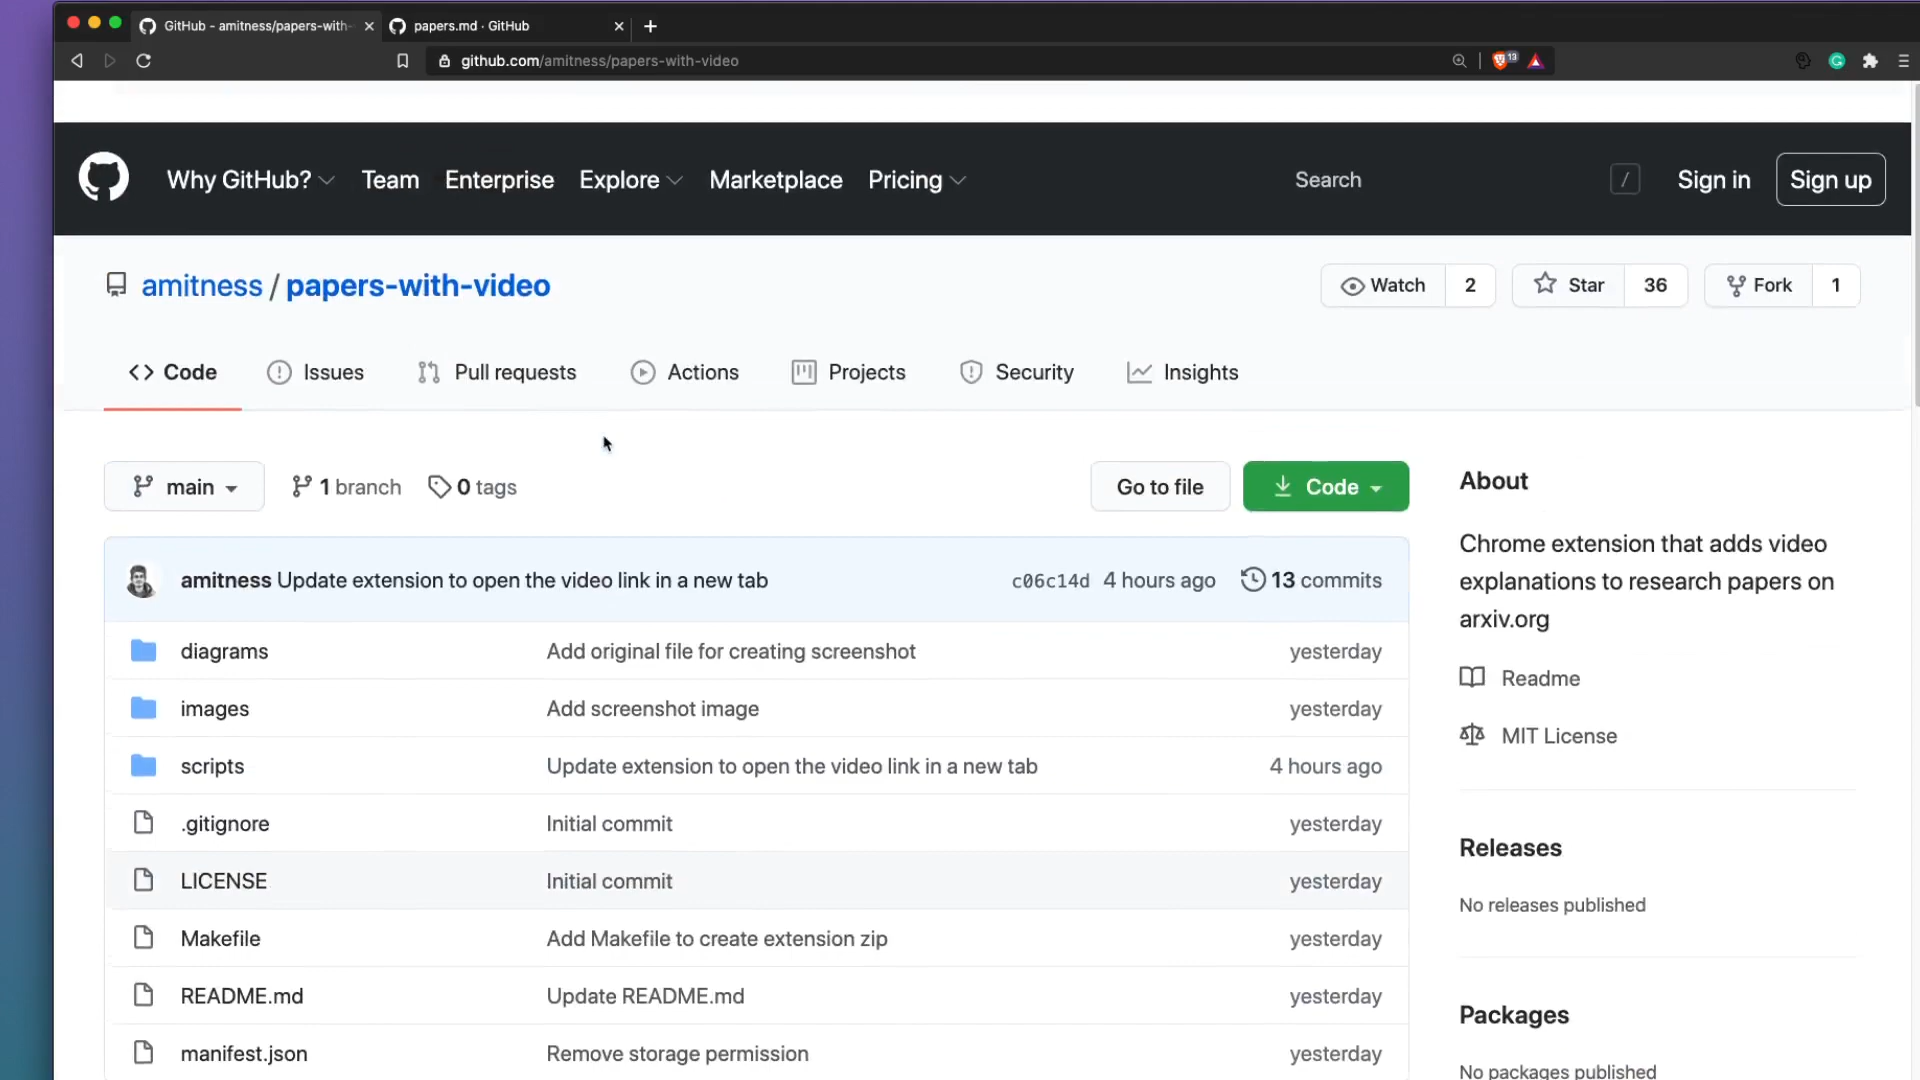 GitHub - amitness/papers-with-
papers.md · GitHub
github.com/amitness/papers-with-video
13
Why GitHub? Team Enterprise Explore Marketplace Pricing Search / Sign in Sign up
amitness / papers-with-video
Watch 2 Star 36 Fork 1
Code Issues Pull requests Actions Projects Security Insights
main 1 branch 0 tags Go to file Code
amitness Update extension to open the video link in a new tab c06c14d 4 hours ago 13 commits
diagrams Add original file for creating screenshot yesterday
images Add screenshot image yesterday
scripts Update extension to open the video link in a new tab 4 hours ago
.gitignore Initial commit yesterday
LICENSE Initial commit yesterday
Makefile Add Makefile to create extension zip yesterday
README.md Update README.md yesterday
manifest.json Remove storage permission yesterday
About
Chrome extension that adds video
explanations to research papers on
arxiv.org
Readme
MIT License
Releases
No releases published
Packages
No packages published